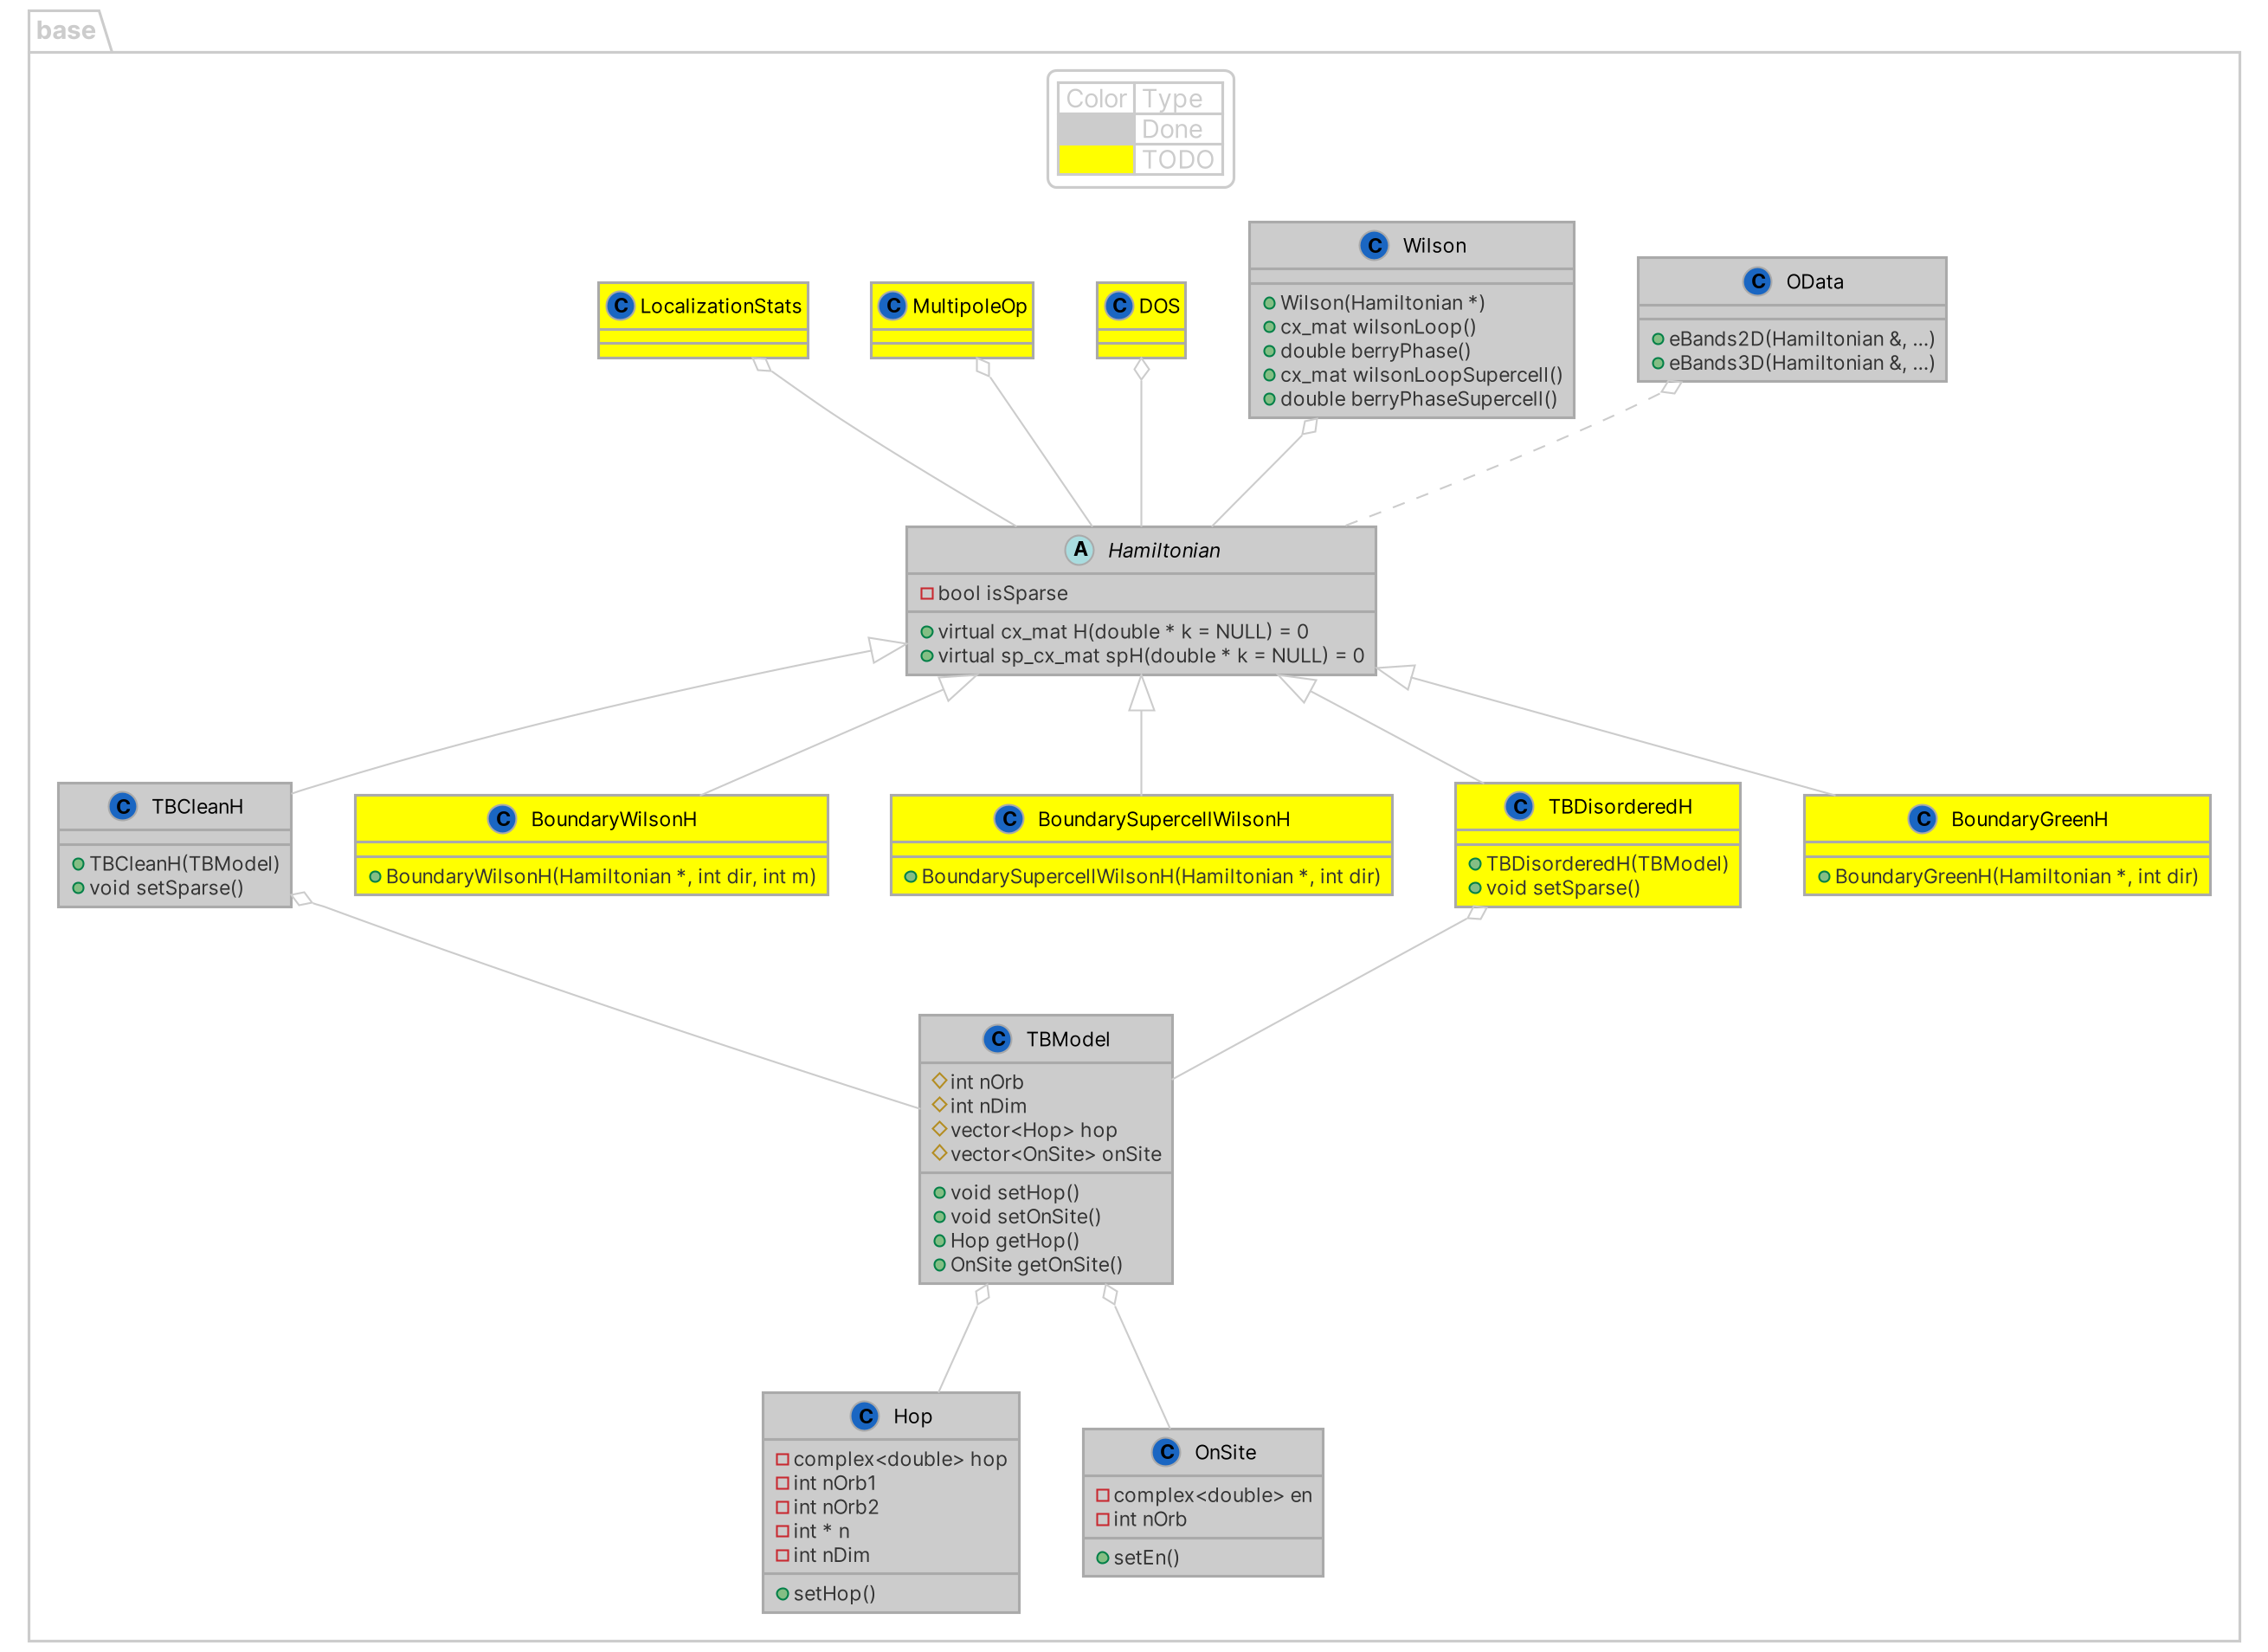 base
Color Type
Done
TODO
C Wilson
Wilson(Hamiltonian *)
cx_mat wilsonLoop()
double berryPhase()
cx_mat wilsonLoopSupercell()
double berryPhaseSupercell()
C OData
eBands2D(Hamiltonian &, ...)
eBands3D(Hamiltonian &, ...)
C LocalizationStats
C MultipoleOp
C DOS
A Hamiltonian
bool isSparse
virtual cx_mat H(double * k = NULL) = 0
virtual sp_cx_mat spH(double * k = NULL) = 0
C TBCleanH
TBCleanH(TBModel)
void setSparse()
C BoundaryWilsonH
BoundaryWilsonH(Hamiltonian *, int dir, int m)
C BoundarySupercellWilsonH
BoundarySupercellWilsonH(Hamiltonian *, int dir)
C TBDisorderedH
TBDisorderedH(TBModel)
void setSparse()
C BoundaryGreenH
BoundaryGreenH(Hamiltonian *, int dir)
C TBModel
int nOrb
int nDim
vector<Hop> hop
vector<OnSite> onSite
void setHop()
void setOnSite()
Hop getHop()
OnSite getOnSite()
C Hop
complex<double> hop
int nOrb1
int nOrb2
int * n
int nDim
setHop()
C OnSite
complex<double> en
int nOrb
setEn()